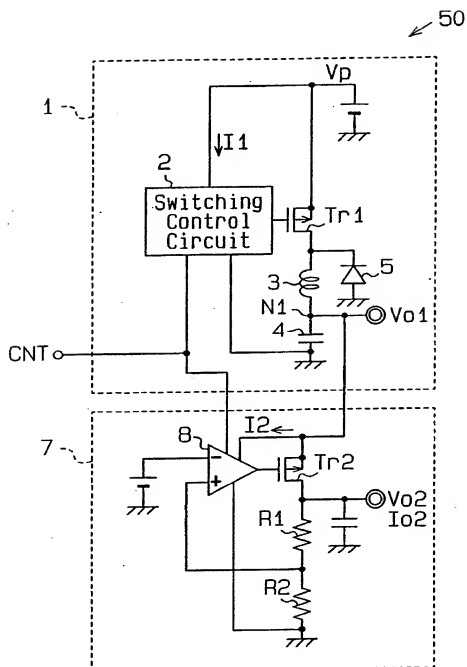 50
Vp
1
I1
2
Switching
Control
Circuit
Tr1
3
5
N1
4
Vo1
CNT
7
8
I2
-
+
Tr2
Vo2
Io2
R1
R2